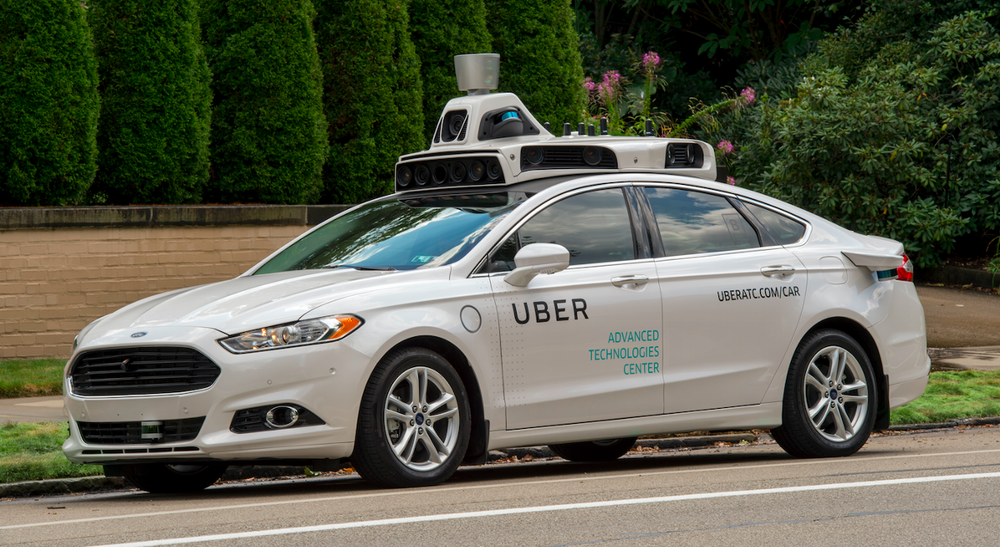 UBER
ADVANCED
TECHNOLOGIES
CENTER
UBERATC.COM/CAR